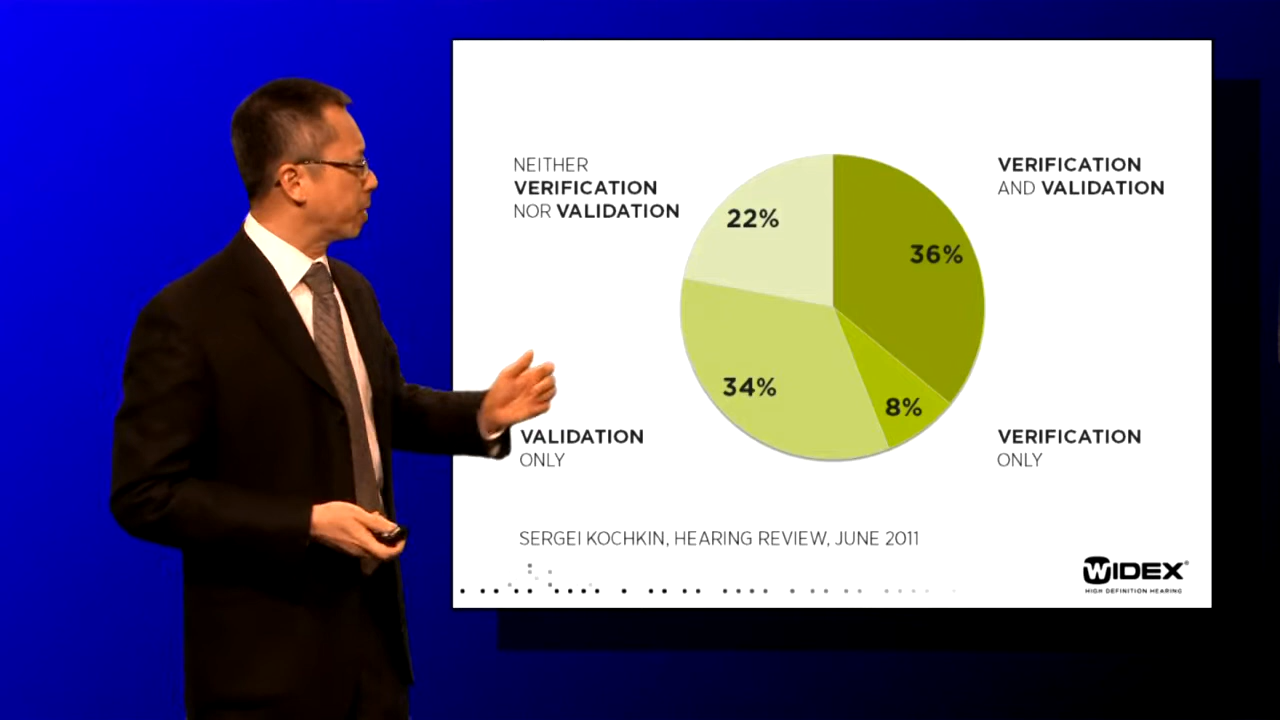 NEITHER
VERIFICATION
NOR VALIDATION
22%
VERIFICATION
AND VALIDATION
36%
34%
8%
VALIDATION
ONLY
VERIFICATION
ONLY
SERGEI KOCHKIN, HEARING REVIEW, JUNE 2011
WIDEX®
HIGH DEFINITION HEARING